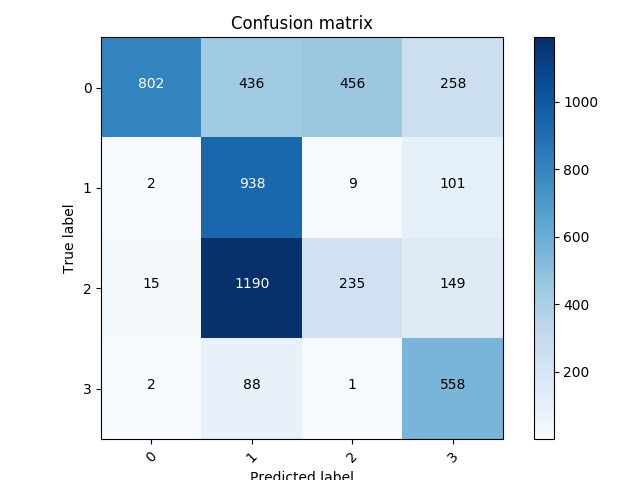 Confusion matrix
0 802 436 456 258
1 2 938 9 101
2 15 1190 235 149
3 2 88 1 558
0 1 2 3
True label
Predicted label
1000
800
600
400
200